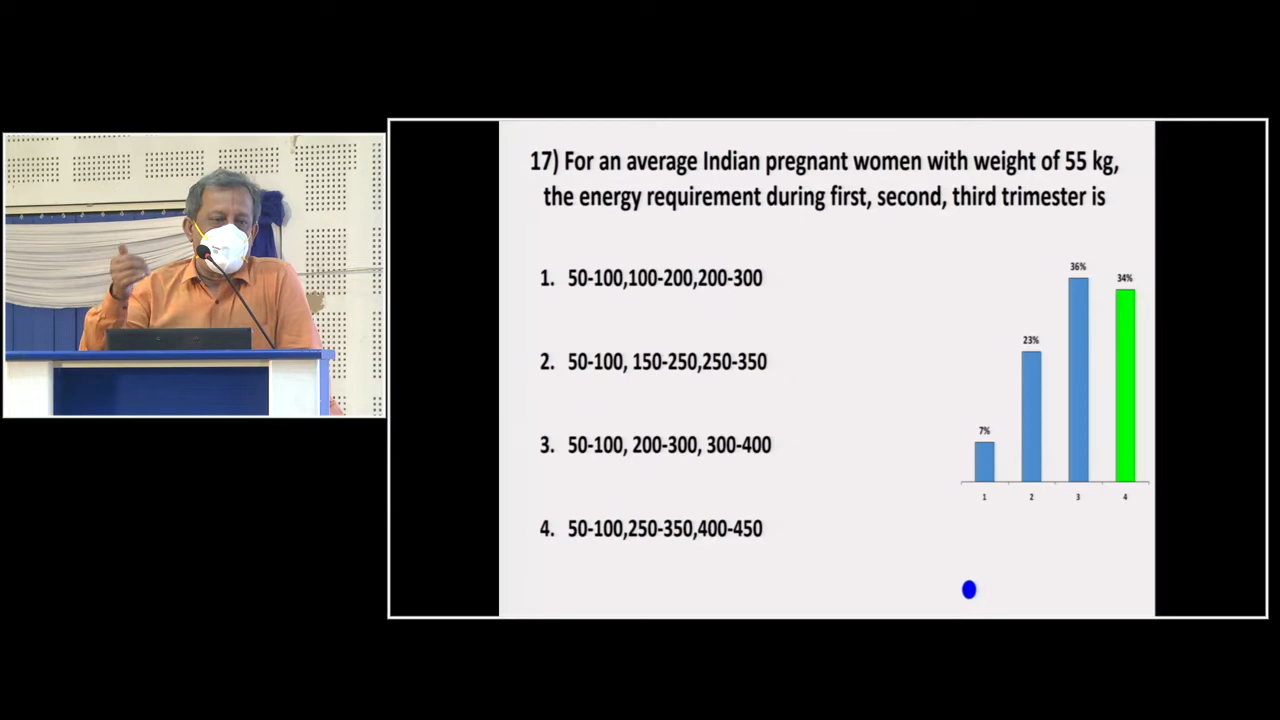 17) For an average Indian pregnant women with weight of 55 kg,
the energy requirement during first, second, third trimester is
1. 50-100,100-200,200-300
2. 50-100, 150-250,250-350
3. 50-100, 200-300, 300-400
4. 50-100,250-350,400-450
7%
23%
36%
34%
1
2
3
4